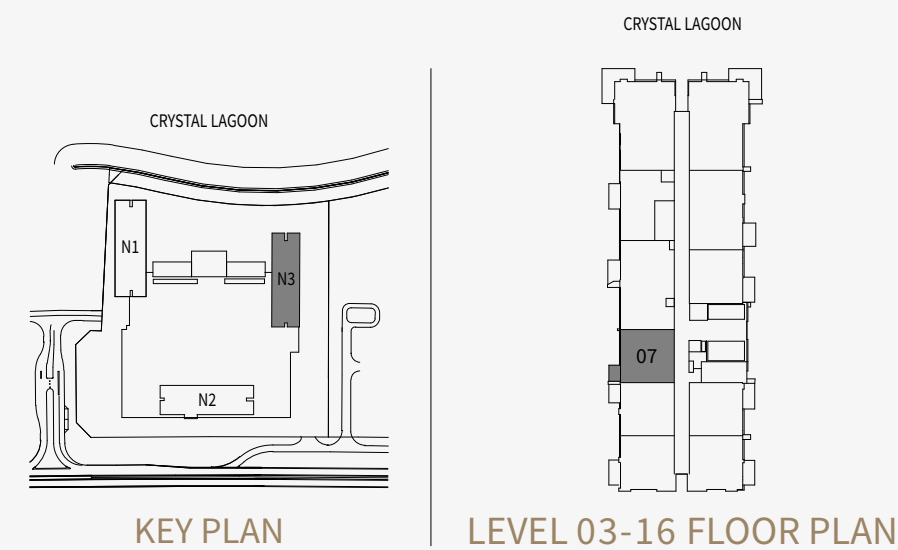 CRYSTAL LAGOON
N1
N3
N2
KEY PLAN
CRYSTAL LAGOON
07
LEVEL 03-16 FLOOR PLAN